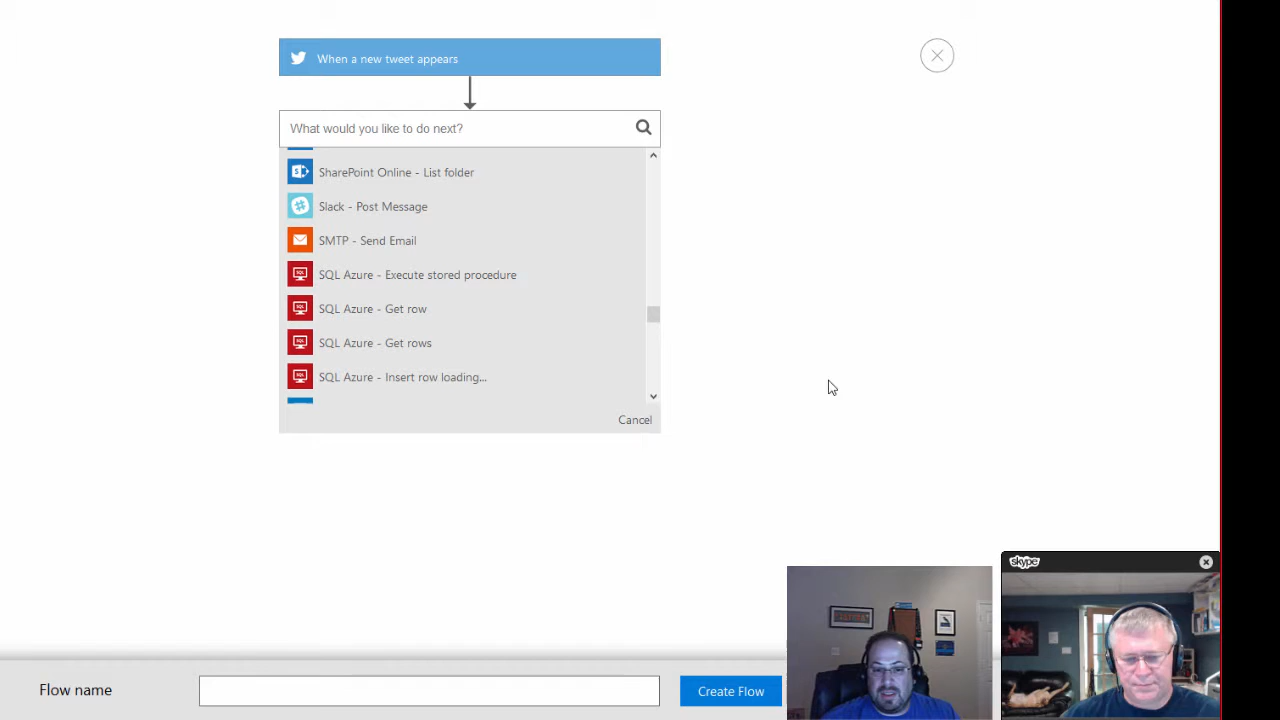 When a new tweet appears
What would you like to do next?
SharePoint Online - List folder
Slack - Post Message
SMTP - Send Email
SQL Azure - Execute stored procedure
SQL Azure - Get row
SQL Azure - Get rows
SQL Azure - Insert row loading...
Cancel
skype
Flow name
Create Flow